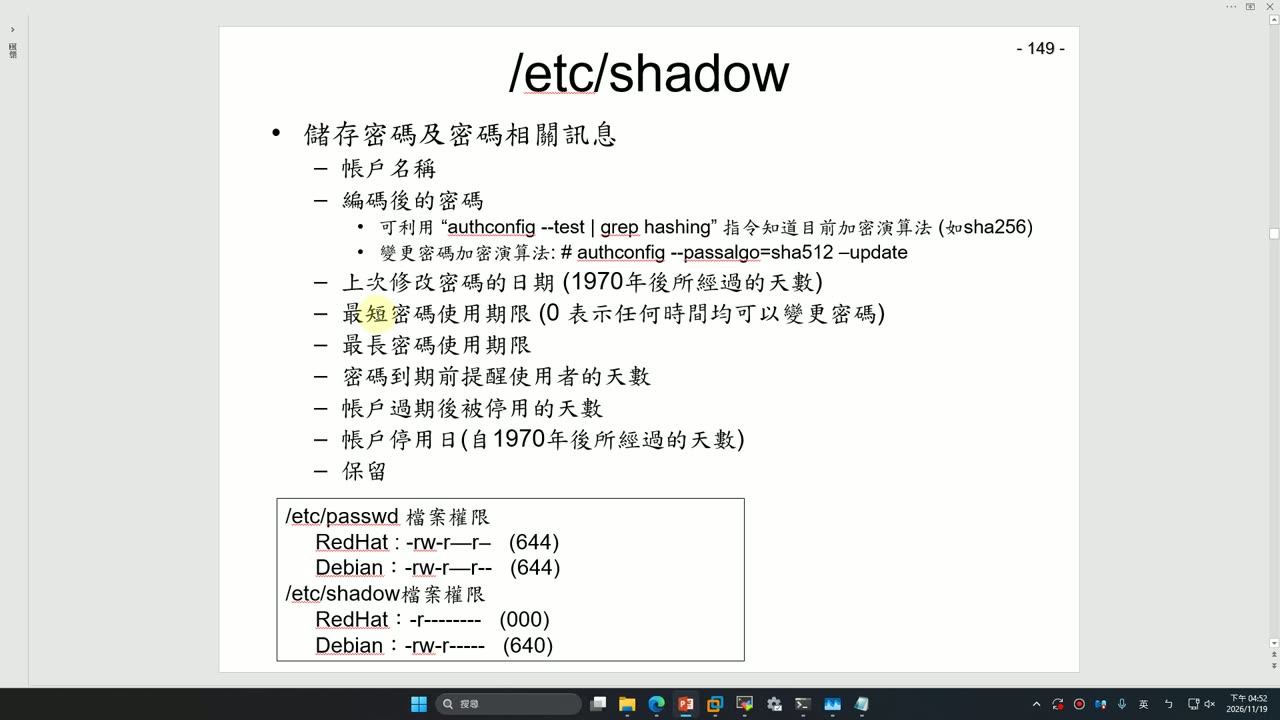 - 149 -
/etc/shadow
• 儲存密碼及密碼相關訊息
– 帳戶名稱
– 編碼後的密碼
• 可利用 “authconfig --test | grep hashing” 指令知道目前加密演算法 (如sha256)
• 變更密碼加密演算法: # authconfig --passalgo=sha512 –update
– 上次修改密碼的日期 (1970年後所經過的天數)
– 最短密碼使用期限 (0 表示任何時間均可以變更密碼)
– 最長密碼使用期限
– 密碼到期前提醒使用者的天數
– 帳戶過期後被停用的天數
– 帳戶停用日(自1970年後所經過的天數)
– 保留
/etc/passwd 檔案權限
RedHat : -rw-r—r– (644)
Debian：-rw-r—r-- (644)
/etc/shadow檔案權限
RedHat：-r-------- (000)
Debian：-rw-r----- (640)
搜尋
英
ㄅ
下午 04:52
2026/11/19